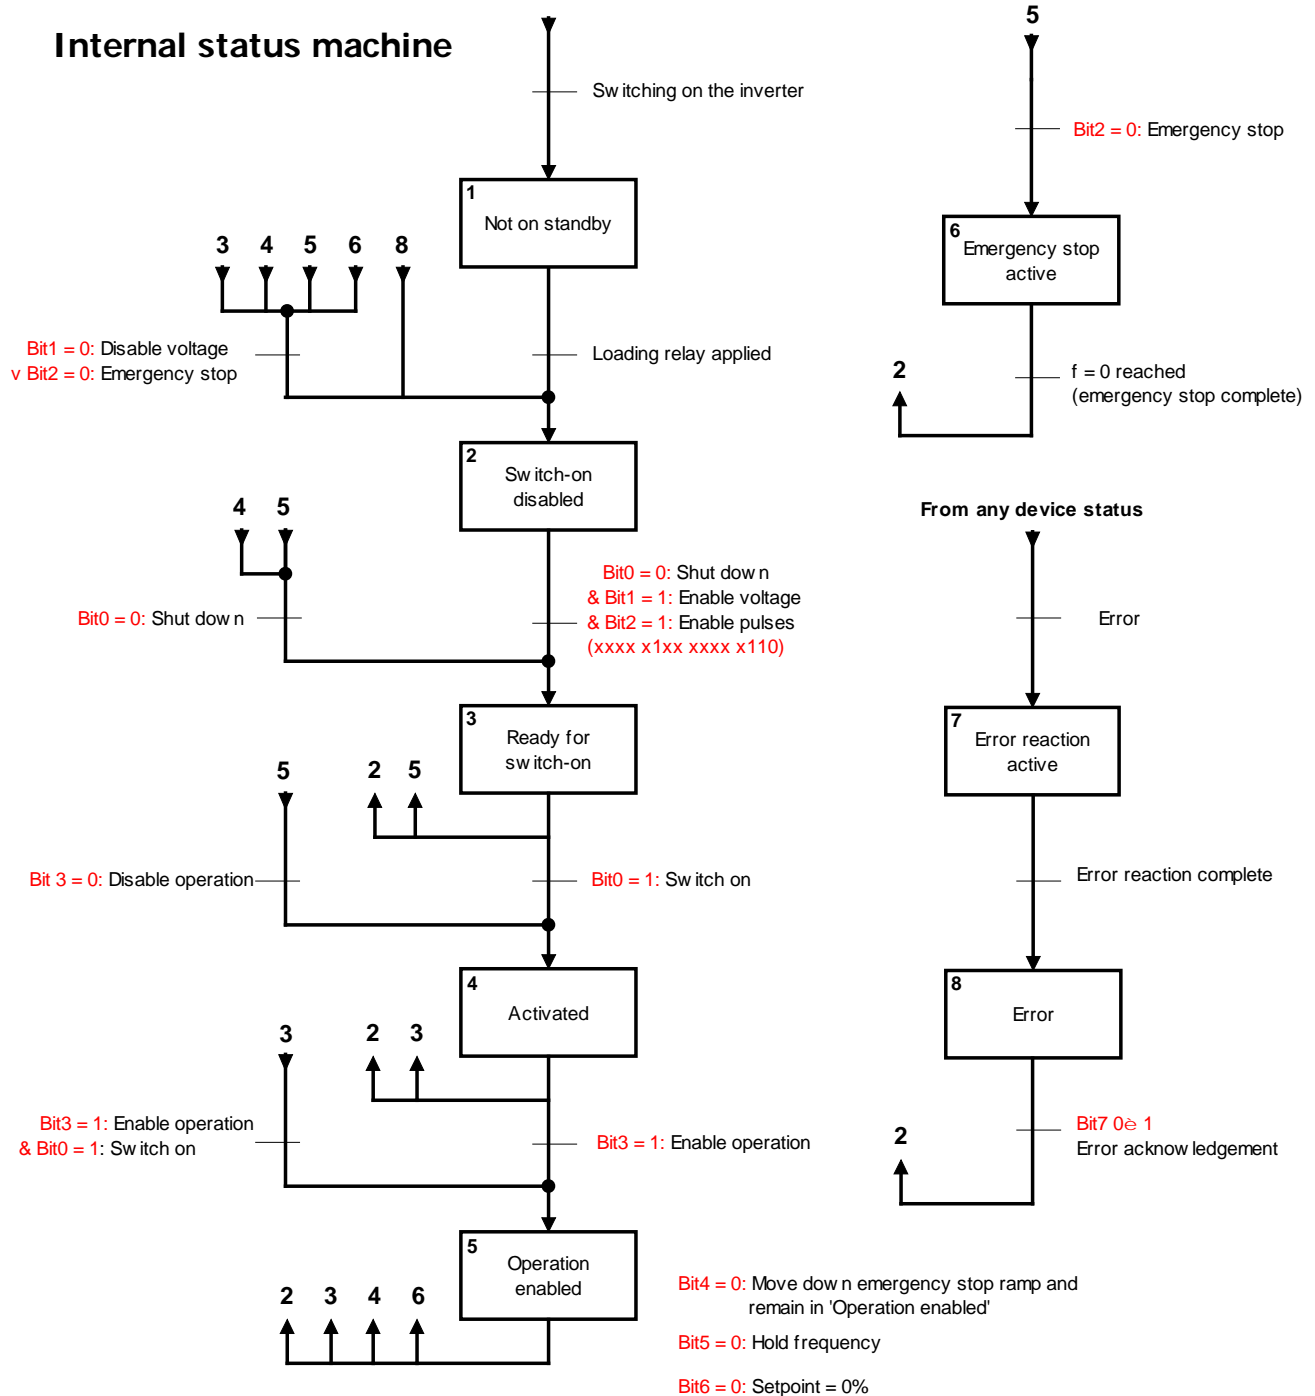 Internal status machine
Switching on the inverter
1
Not on standby
3 4 5 6 8
Bit1 = 0: Disable voltage
v Bit2 = 0: Emergency stop
Loading relay applied
2
Switch-on
disabled
4 5
Bit0 = 0: Shut down
Bit0 = 0: Shut down
& Bit1 = 1: Enable voltage
& Bit2 = 1: Enable pulses
(xxxx x1xx xxxx x110)
3
Ready for
switch-on
5
2 5
Bit 3 = 0: Disable operation
Bit0 = 1: Switch on
4
Activated
3
2 3
Bit3 = 1: Enable operation
& Bit0 = 1: Switch on
Bit3 = 1: Enable operation
5
Operation
enabled
2 3 4 6
Bit4 = 0: Move down emergency stop ramp and
remain in 'Operation enabled'
Bit5 = 0: Hold frequency
Bit6 = 0: Setpoint = 0%
5
Bit2 = 0: Emergency stop
6
Emergency stop
active
2
f = 0 reached
(emergency stop complete)
From any device status
Error
7
Error reaction
active
Error reaction complete
8
Error
2
Bit7 0è 1
Error acknowledgement